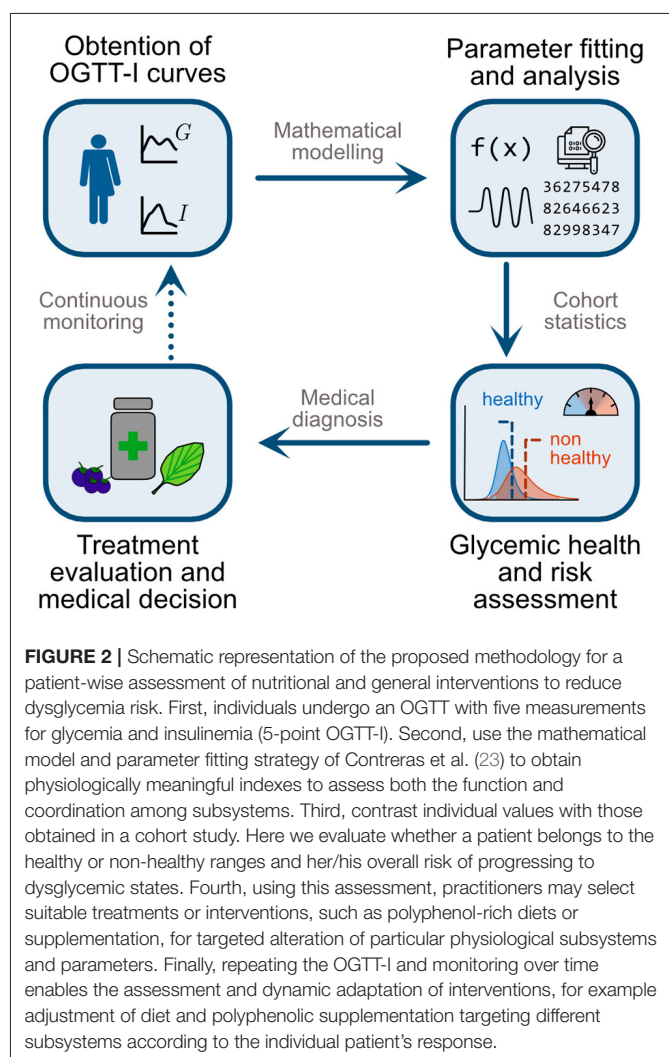 Obtention of
OGTT-I curves
Parameter fitting
and analysis
G
I
Mathematical
modelling
f(x)
36275478
82646623
82998347
Continuous
monitoring
Cohort
statistics
Medical
diagnosis
healthy
non
healthy
Treatment
evaluation and
medical decision
Glycemic health
and risk
assessment
FIGURE 2 | Schematic representation of the proposed methodology for a
patient-wise assessment of nutritional and general interventions to reduce
dysglycemia risk. First, individuals undergo an OGTT with five measurements
for glycemia and insulinemia (5-point OGTT-I). Second, use the mathematical
model and parameter fitting strategy of Contreras et al. (23) to obtain
physiologically meaningful indexes to assess both the function and
coordination among subsystems. Third, contrast individual values with those
obtained in a cohort study. Here we evaluate whether a patient belongs to the
healthy or non-healthy ranges and her/his overall risk of progressing to
dysglycemic states. Fourth, using this assessment, practitioners may select
suitable treatments or interventions, such as polyphenol-rich diets or
supplementation, for targeted alteration of particular physiological subsystems
and parameters. Finally, repeating the OGTT-I and monitoring over time
enables the assessment and dynamic adaptation of interventions, for example
adjustment of diet and polyphenolic supplementation targeting different
subsystems according to the individual patient's response.